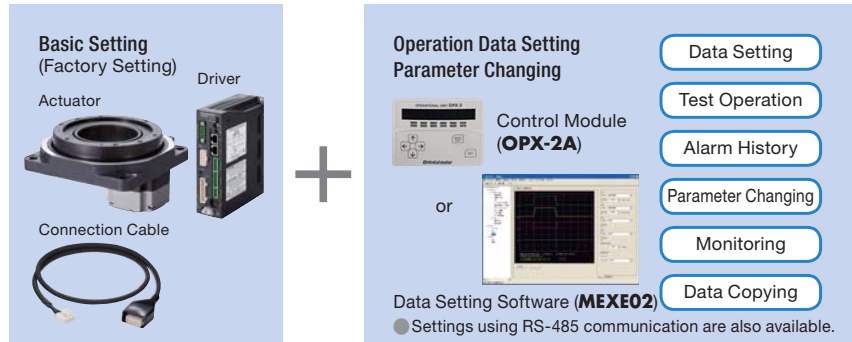 Basic Setting
(Factory Setting)
Actuator
Driver
Connection Cable
Operation Data Setting
Parameter Changing
OPX-2
Control Module
(OPX-2A)
or
Data Setting Software (MEXE02)
Settings using RS-485 communication are also available.
Data Setting
Test Operation
Alarm History
Parameter Changing
Monitoring
Data Copying